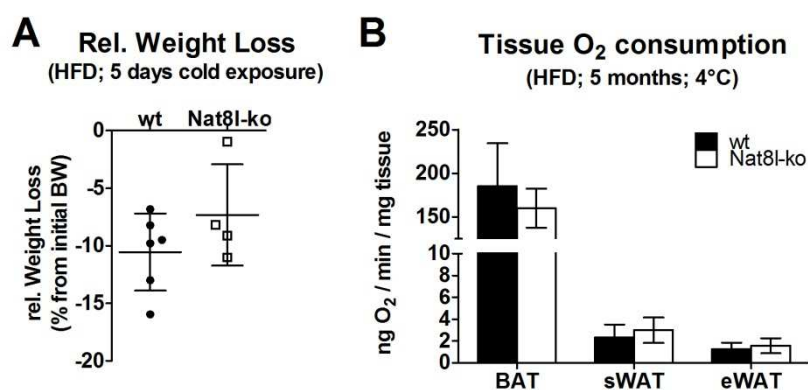 A
Rel. Weight Loss
(HFD; 5 days cold exposure)
wt Nat8l-ko
0
-5
-10
-15
-20
rel. Weight Loss
(% from initial BW)
B
Tissue O₂ consumption
(HFD; 5 months; 4°C)
wt
Nat8l-ko
250
200
150
100
10
8
6
4
2
0
ng O₂ / min / mg tissue
BAT sWAT eWAT